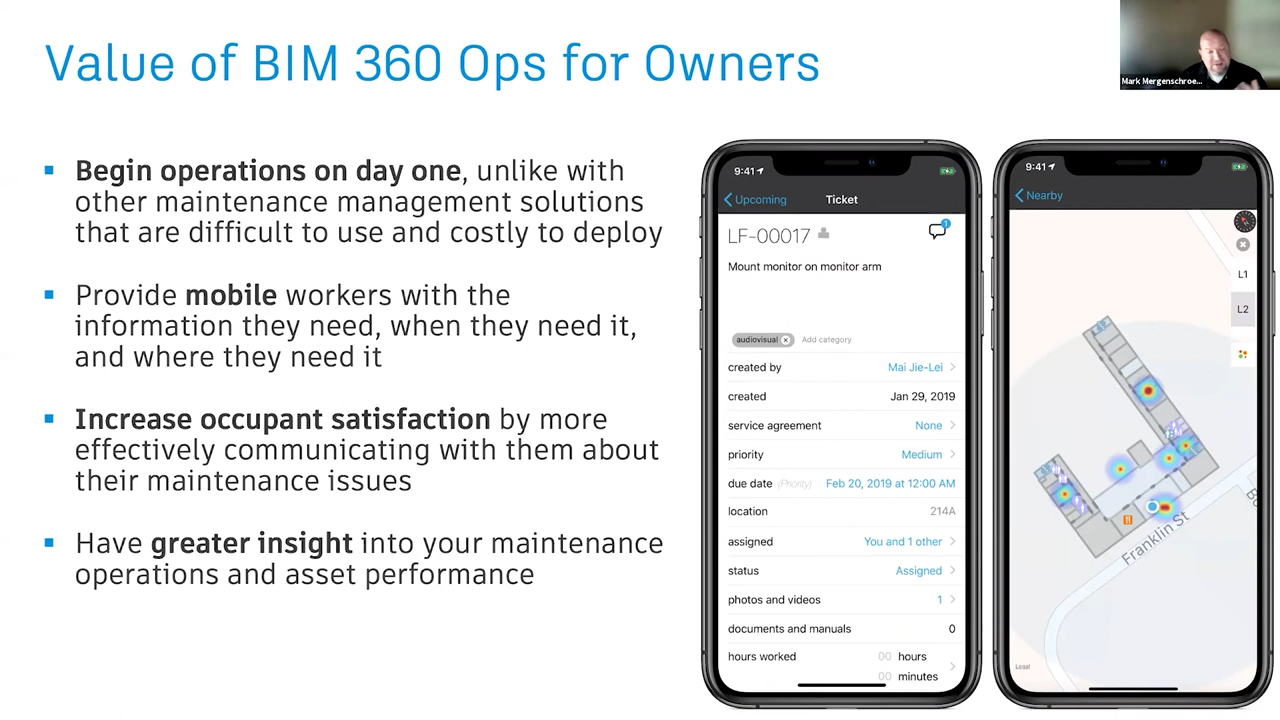 Value of BIM 360 Ops for Owners
Mark Mergenschroe...
Begin operations on day one, unlike with
other maintenance management solutions
that are difficult to use and costly to deploy
Provide mobile workers with the
information they need, when they need it,
and where they need it
Increase occupant satisfaction by more
effectively communicating with them about
their maintenance issues
Have greater insight into your maintenance
operations and asset performance
9:41
Upcoming Ticket
LF-00017 1
Mount monitor on monitor arm
audiovisual Add category
created by Mai Jie-Lei
created Jan 29, 2019
service agreement None
priority Medium
due date (Priority) Feb 20, 2019 at 12:00 AM
location 214A
assigned You and 1 other
status Assigned
photos and videos 1
documents and manuals 0
hours worked 00 hours
00 minutes
9:41
Nearby
L1
L2
Franklin St
Legal